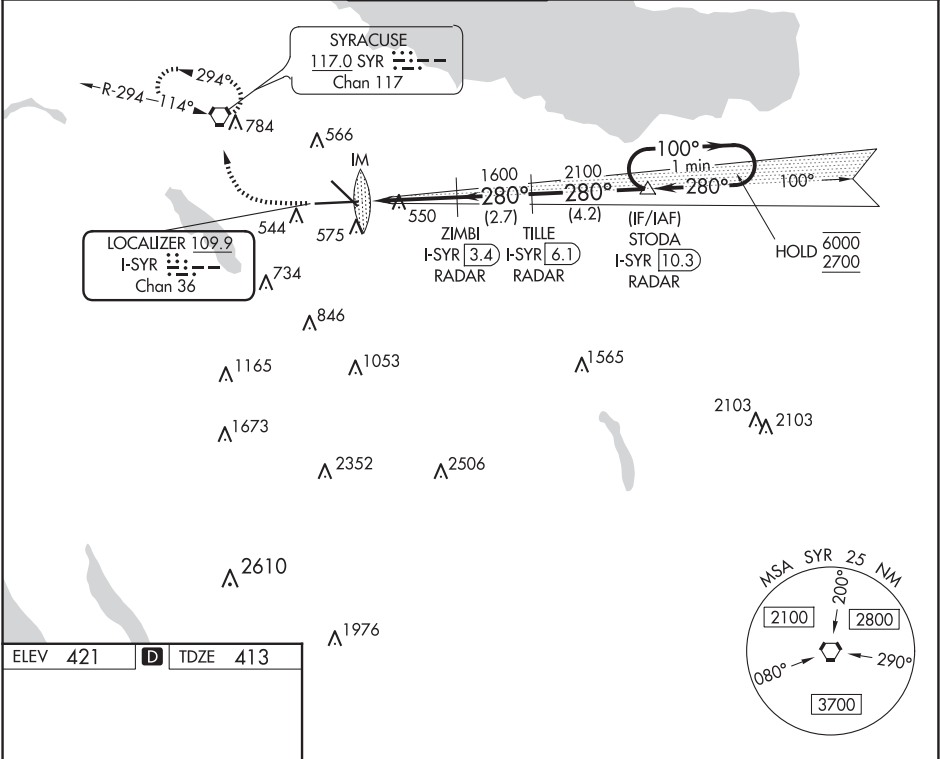 SYRACUSE
117.0 SYR
Chan 117
294°
R-294
114°
784
566
IM
1600
2100
100°
1 min
280°
280°
280°
100°
(2.7)
(4.2)
550
544
575
ZIMBI
I-SYR 3.4
RADAR
TILLE
I-SYR 6.1
RADAR
(IF/IAF)
STODA
I-SYR 10.3
RADAR
HOLD 6000
2700
LOCALIZER 109.9
I-SYR
Chan 36
734
846
1165
1053
1565
1673
2103
2103
2352
2506
2610
1976
MSA SYR 25 NM
200°
2100
2800
080°
290°
3700
ELEV 421 D TDZE 413